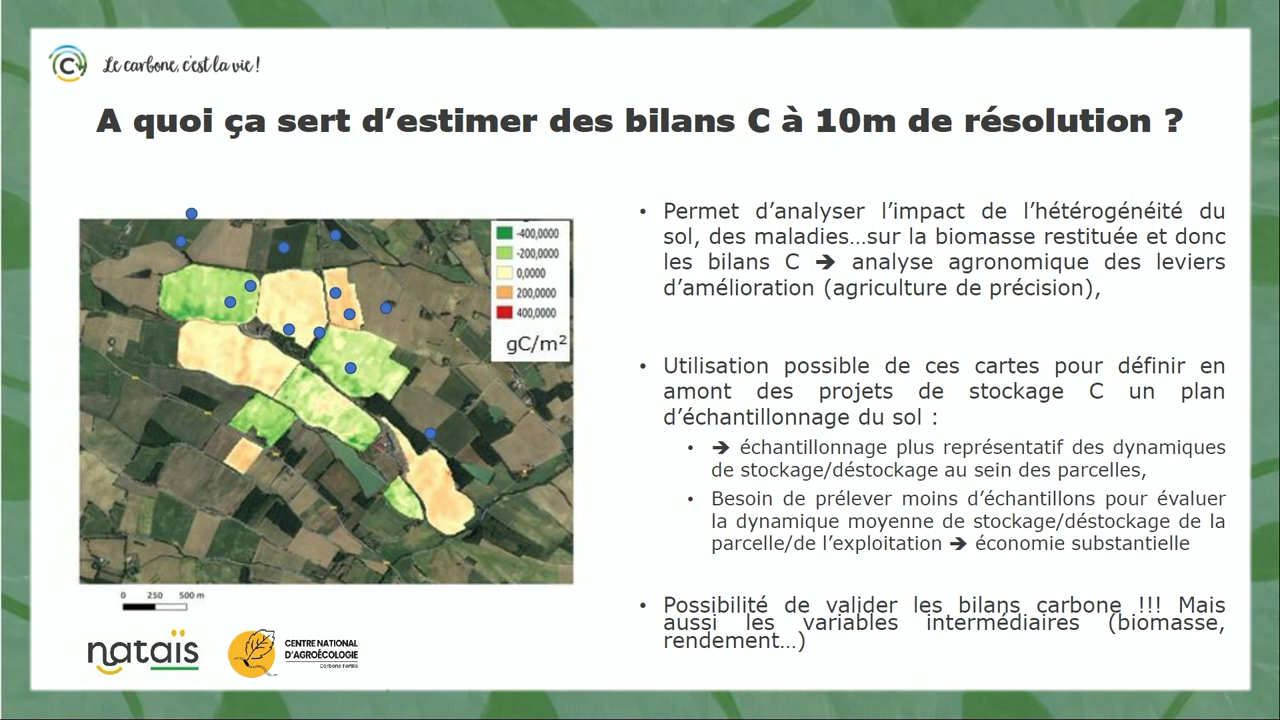 Le carbone, c'est la vie !
A quoi ça sert d'estimer des bilans C à 10m de résolution ?
-400,0000
-200,0000
0,0000
200,0000
400,0000
gC/m²
0 250 500 m
nataïs
CENTRE NATIONAL
D'AGROÉCOLOGIE
Carbone Fertile
• Permet d'analyser l'impact de l'hétérogénéité du
sol, des maladies…sur la biomasse restituée et donc
les bilans C ➔ analyse agronomique des leviers
d'amélioration (agriculture de précision),
• Utilisation possible de ces cartes pour définir en
amont des projets de stockage C un plan
d'échantillonnage du sol :
• ➔ échantillonnage plus représentatif des dynamiques
de stockage/déstockage au sein des parcelles,
• Besoin de prélever moins d'échantillons pour évaluer
la dynamique moyenne de stockage/déstockage de la
parcelle/de l'exploitation ➔ économie substantielle
• Possibilité de valider les bilans carbone !!! Mais
aussi les variables intermédiaires (biomasse,
rendement…)